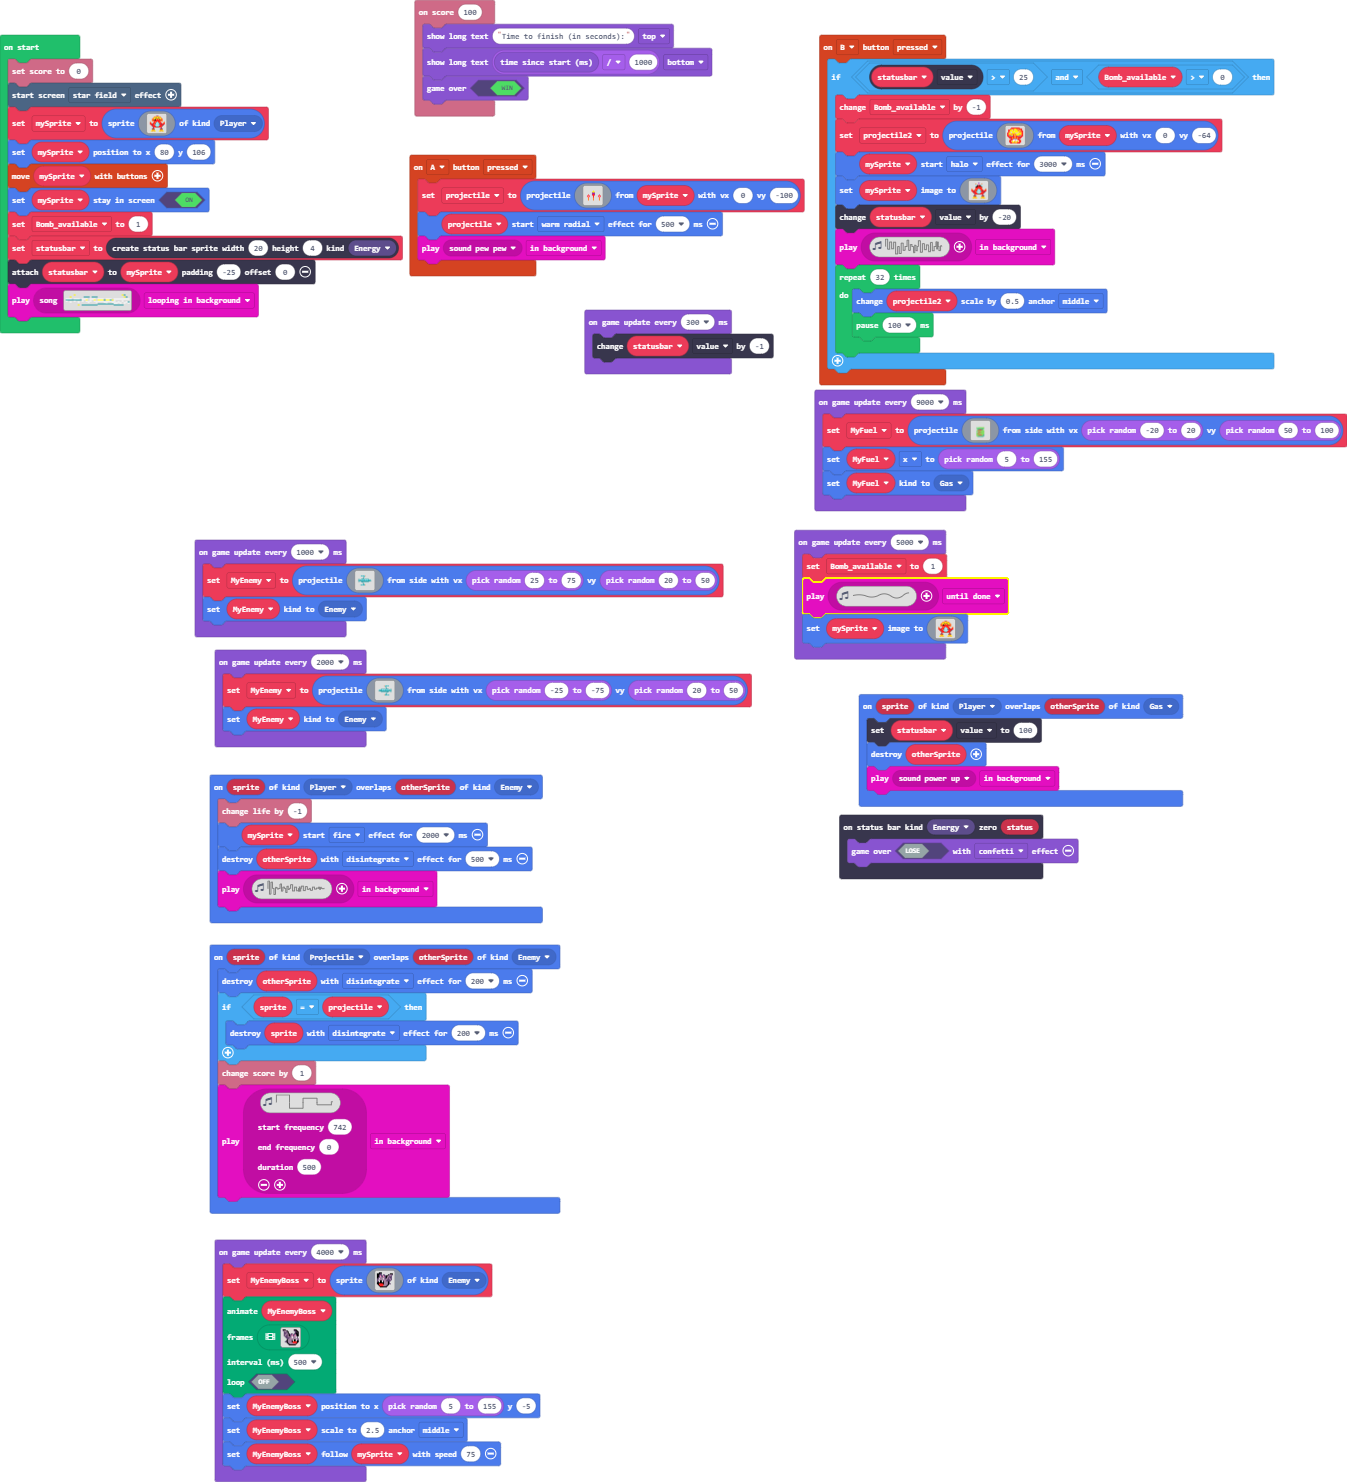 on start
set score to 0
start screen star field effect
set mySprite to sprite of kind Player
set mySprite position to x 80 y 106
move mySprite with buttons
set mySprite stay in screen ON
set Bomb_available to 1
set statusbar to create status bar sprite width 20 height 4 kind Energy
attach statusbar to mySprite padding -25 offset 0
play song looping in background
on score 100
show long text "Time to finish (in seconds):" top
show long text time since start (ms) / 1000 bottom
game over WIN
on A button pressed
set projectile to projectile from mySprite with vx 0 vy -100
projectile start warm radial effect for 500 ms
play sound pew pew in background
on game update every 300 ms
change statusbar value by -1
on B button pressed
if statusbar value > 25 and Bomb_available > 0 then
change Bomb_available by -1
set projectile2 to projectile from mySprite with vx 0 vy -64
mySprite start halo effect for 3000 ms
set mySprite image to
change statusbar value by -20
play in background
repeat 32 times
do change projectile2 scale by 0.5 anchor middle
pause 100 ms
on game update every 9000 ms
set MyFuel to projectile from side with vx pick random -20 to 20 vy pick random 50 to 100
set MyFuel x to pick random 5 to 155
set MyFuel kind to Gas
on game update every 1000 ms
set MyEnemy to projectile from side with vx pick random 25 to 75 vy pick random 20 to 50
set MyEnemy kind to Enemy
on game update every 5000 ms
set Bomb_available to 1
play until done
set mySprite image to
on game update every 2000 ms
set MyEnemy to projectile from side with vx pick random -25 to -75 vy pick random 20 to 50
set MyEnemy kind to Enemy
on sprite of kind Player overlaps otherSprite of kind Gas
set statusbar value to 100
destroy otherSprite
play sound power up in background
on sprite of kind Player overlaps otherSprite of kind Enemy
change life by -1
mySprite start fire effect for 2000 ms
destroy otherSprite with disintegrate effect for 500 ms
play in background
on status bar kind Energy zero status
game over LOSE with confetti effect
on sprite of kind Projectile overlaps otherSprite of kind Enemy
destroy otherSprite with disintegrate effect for 200 ms
if sprite = projectile then
destroy sprite with disintegrate effect for 200 ms
change score by 1
start frequency 742
play in background
end frequency 0
duration 500
on game update every 4000 ms
set MyEnemyBoss to sprite of kind Enemy
animate MyEnemyBoss
frames
interval (ms) 500
loop OFF
set MyEnemyBoss position to x pick random 5 to 155 y -5
set MyEnemyBoss scale to 2.5 anchor middle
set MyEnemyBoss follow mySprite with speed 75